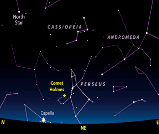 North
Star
CASSIOPEIA
ANDROMEDA
Comet
Holmes
PERSEUS
Capella
N
NE
E